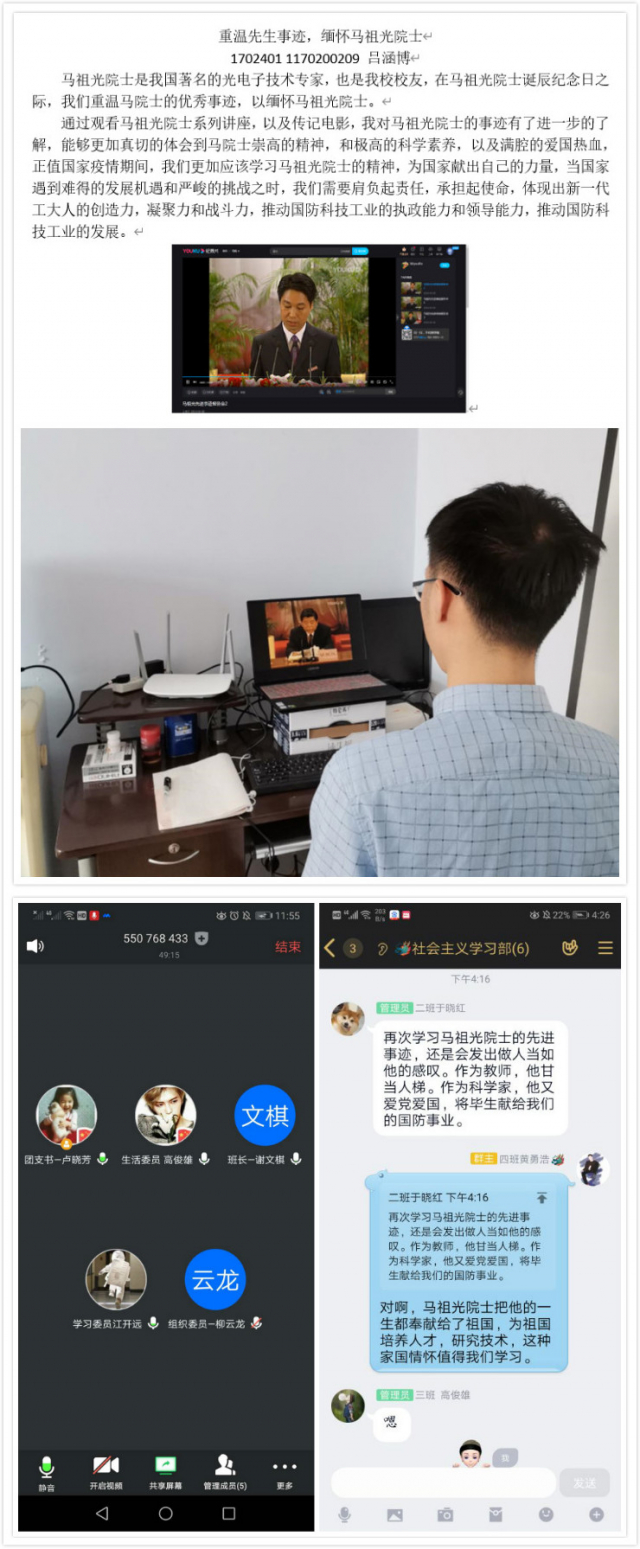 重温先生事迹，缅怀马祖光院士
1702401 1170200209 吕涵博
马祖光院士是我国著名的光电子技术专家，也是我校校友，在马祖光院士诞辰纪念日之
际，我们重温马院士的优秀事迹，以缅怀马祖光院士。
通过观看马祖光院士系列讲座，以及传记电影，我对马祖光院士的事迹有了进一步的了
解，能够更加真切的体会到马院士崇高的精神，和极高的科学素养，以及满腔的爱国热血，
正值国家疫情期间，我们更加应该学习马祖光院士的精神，为国家献出自己的力量，当国家
遇到难得的发展机遇和严峻的挑战之时，我们需要肩负起责任，承担起使命，体现出新一代
工大人的创造力，凝聚力和战斗力，推动国防科技工业的执政能力和领导能力，推动国防科
技工业的发展。
YOUKU
11:55
550 768 433
49:15
结束
文棋
团支书—卢晓芳
生活委员 高俊雄
班长—谢文棋
云龙
学习委员江开远
组织委员—柳云龙
静音
开启视频
共享屏幕
管理成员(5)
更多
22% 4:26
3
社会主义学习部(6)
下午4:16
管理员 二班于晓红
再次学习马祖光院士的先进
事迹，还是会发出做人当如
他的感叹。作为教师，他甘
当人梯。作为科学家，他又
爱党爱国，将毕生献给我们
的国防事业。
群主 四班黄勇浩
二班于晓红 下午4:16
再次学习马祖光院士的先进事
迹，还是会发出做人当如他的感
叹。作为教师，他甘当人梯。作
为科学家，他又爱党爱国，将毕
生献给我们的国防事业。
对啊，马祖光院士把他的一
生都奉献给了祖国，为祖国
培养人才，研究技术，这种
家国情怀值得我们学习。
管理员 三班 高俊雄
嗯
我
发送